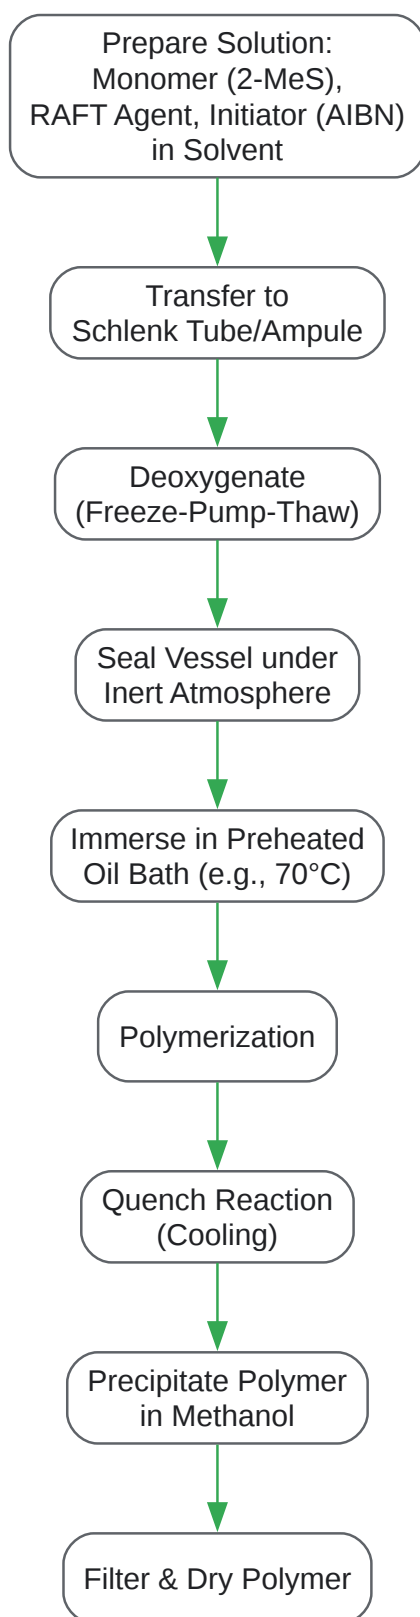 Prepare Solution:
Monomer (2-MeS),
RAFT Agent, Initiator (AIBN)
in Solvent
Transfer to
Schlenk Tube/Ampule
Deoxygenate
(Freeze-Pump-Thaw)
Seal Vessel under
Inert Atmosphere
Immerse in Preheated
Oil Bath (e.g., 70°C)
Polymerization
Quench Reaction
(Cooling)
Precipitate Polymer
in Methanol
Filter & Dry Polymer